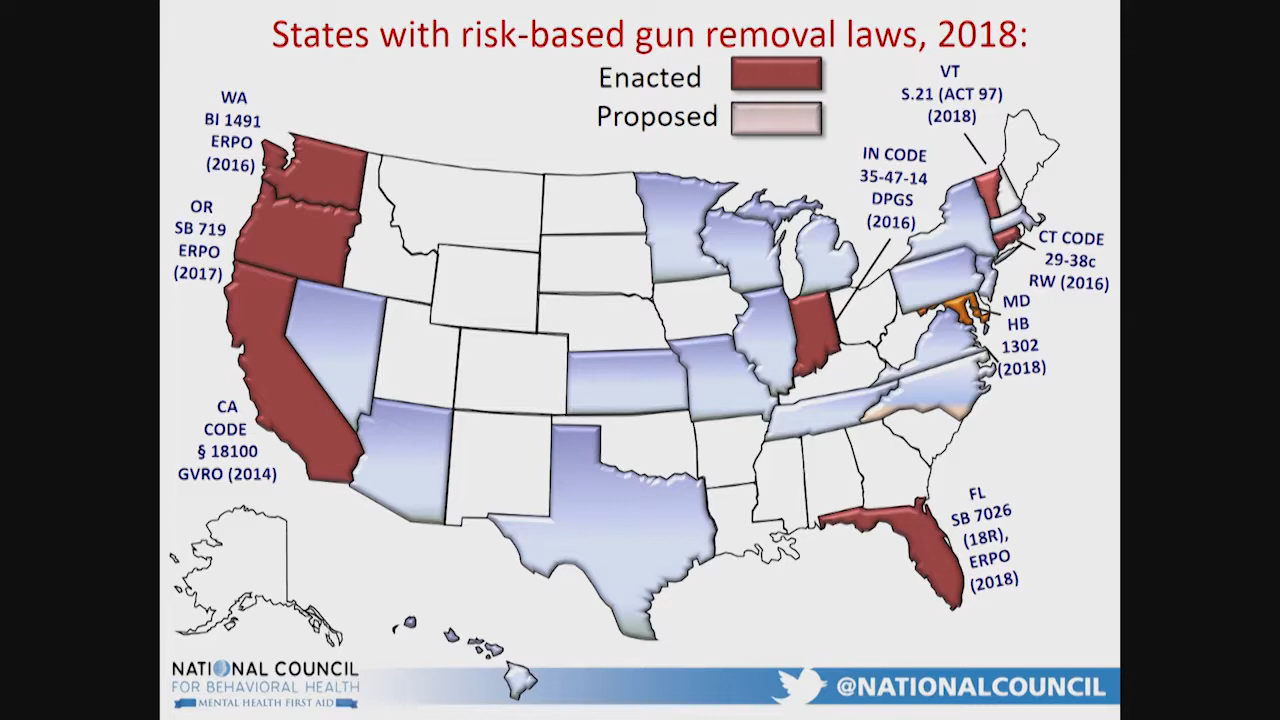 States with risk-based gun removal laws, 2018:
Enacted
Proposed
WA
BI 1491
ERPO
(2016)
OR
SB 719
ERPO
(2017)
CA
CODE
§ 18100
GVRO (2014)
VT
S.21 (ACT 97)
(2018)
IN CODE
35-47-14
DPGS
(2016)
CT CODE
29-38c
RW (2016)
MD
HB
1302
(2018)
FL
SB 7026
(18R),
ERPO
(2018)
NATIONAL COUNCIL
FOR BEHAVIORAL HEALTH
MENTAL HEALTH FIRST AID
@NATIONALCOUNCIL